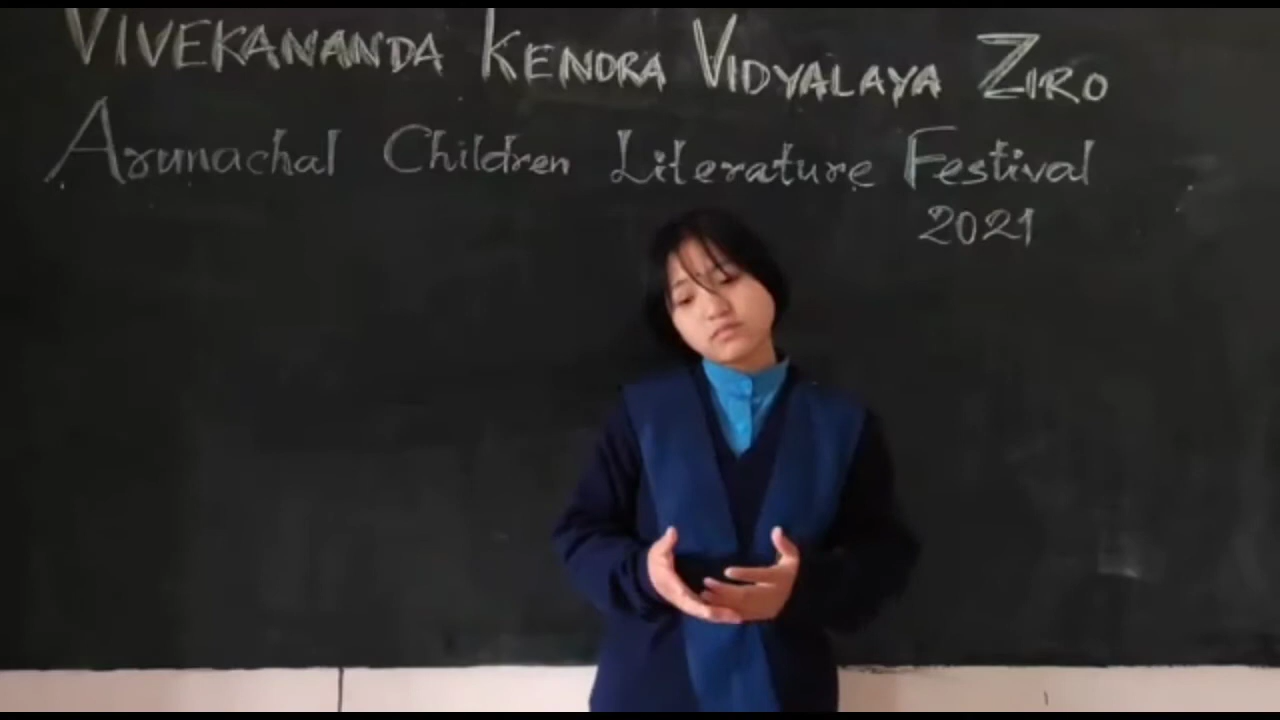 VIVEKANANDA KENDRA VIDYALAYA ZIRO
Arunachal Children Literature Festival
2021